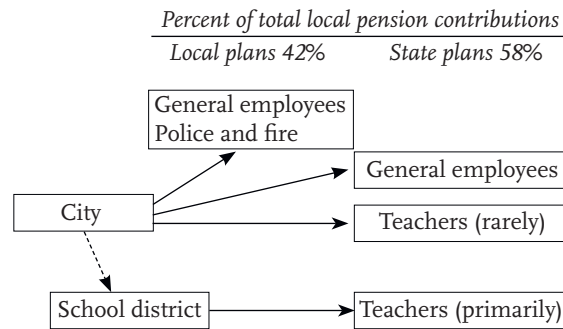 Percent of total local pension contributions
Local plans 42% State plans 58%
General employees
Police and fire
General employees
City
Teachers (rarely)
School district
Teachers (primarily)